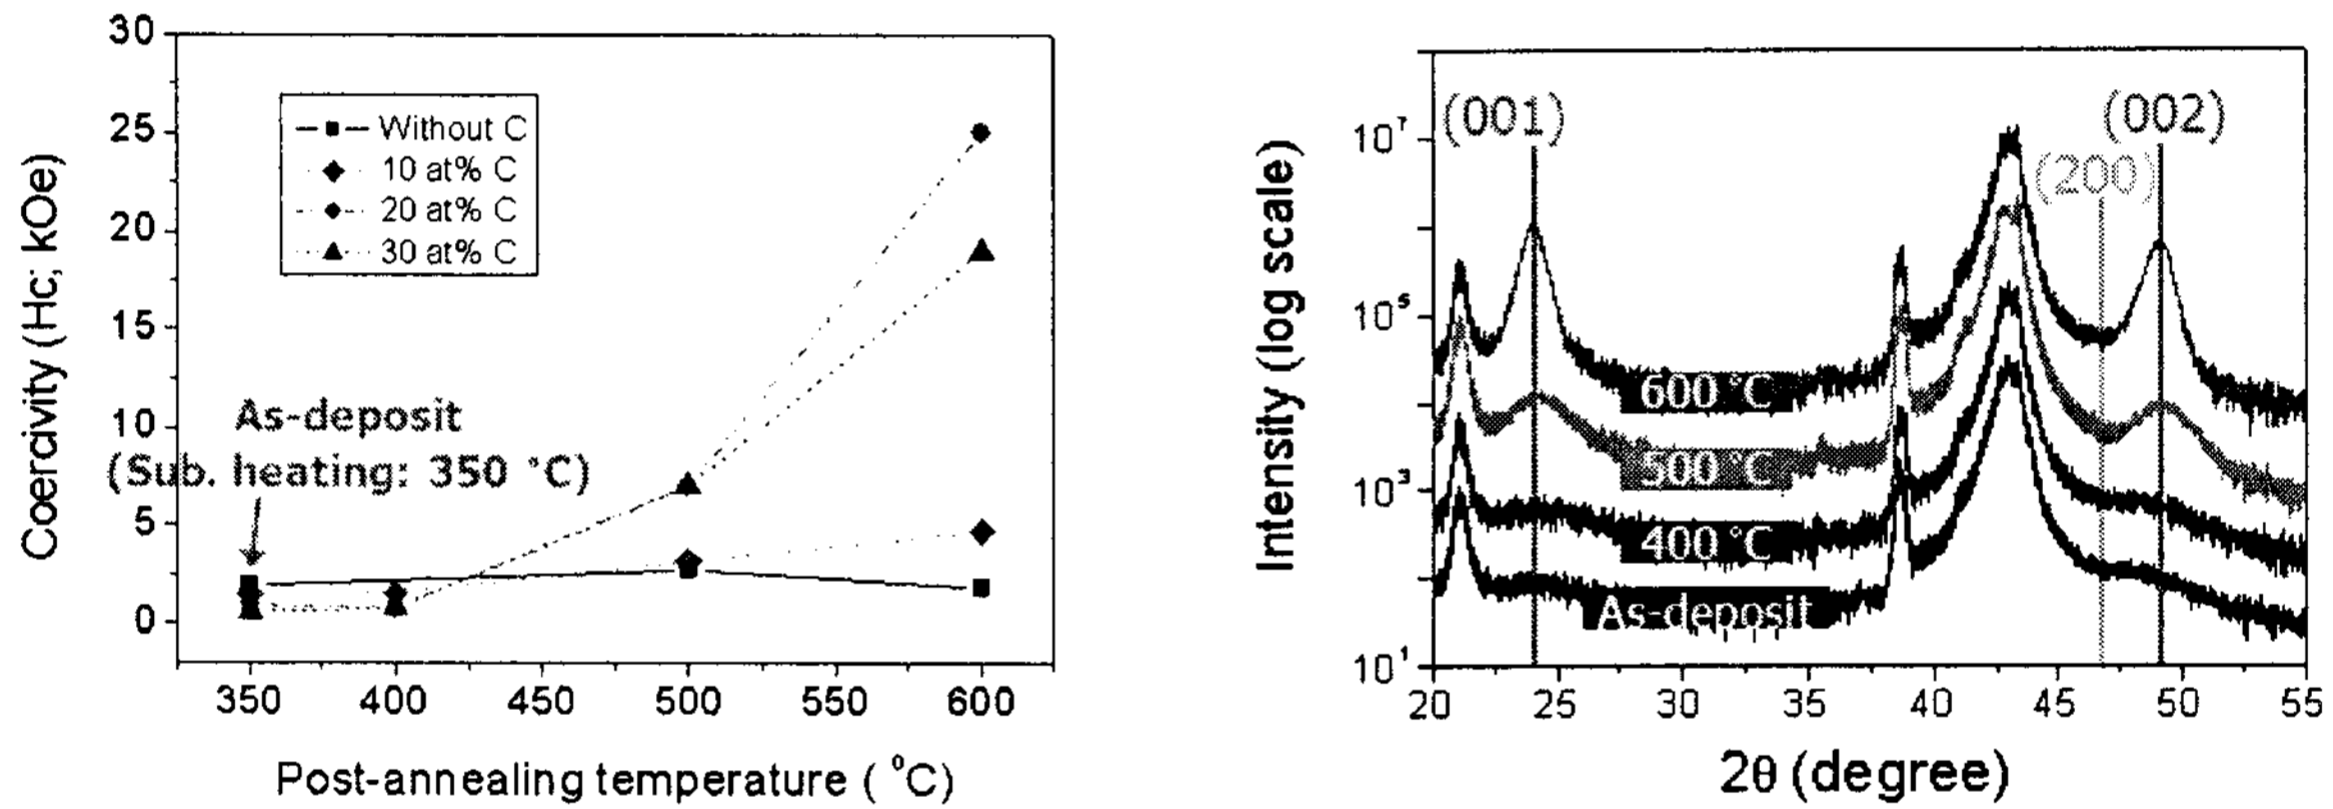 30
25
20
15
10
5
0
Coercivity (Hc; kOe)
Without C
10 at% C
20 at% C
30 at% C
As-deposit
(Sub. heating: 350 °C)
350 400 450 500 550 600
Post-annealing temperature ( °C)
10⁷
10⁵
10³
10¹
Intensity (log scale)
(001)
(002)
(200)
600 °C
500 °C
400 °C
As-deposit
20 25 30 35 40 45 50 55
2θ (degree)